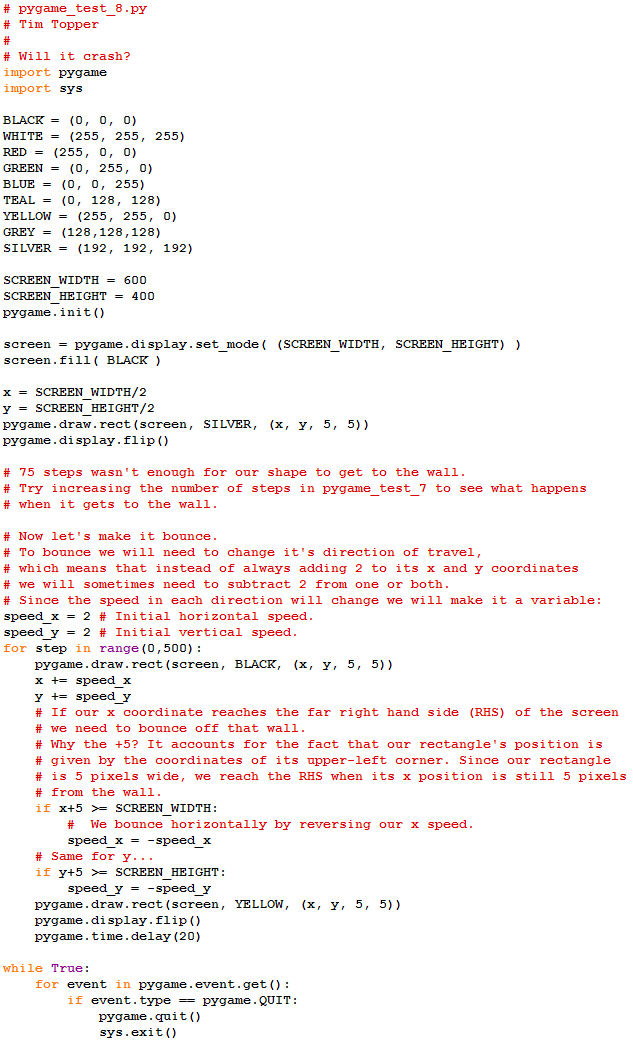 # pygame_test_8.py
# Tim Topper
#
# Will it crash?
import pygame
import sys

BLACK = (0, 0, 0)
WHITE = (255, 255, 255)
RED = (255, 0, 0)
GREEN = (0, 255, 0)
BLUE = (0, 0, 255)
TEAL = (0, 128, 128)
YELLOW = (255, 255, 0)
GREY = (128,128,128)
SILVER = (192, 192, 192)

SCREEN_WIDTH = 600
SCREEN_HEIGHT = 400
pygame.init()

screen = pygame.display.set_mode( (SCREEN_WIDTH, SCREEN_HEIGHT) )
screen.fill( BLACK )

x = SCREEN_WIDTH/2
y = SCREEN_HEIGHT/2
pygame.draw.rect(screen, SILVER, (x, y, 5, 5))
pygame.display.flip()

# 75 steps wasn't enough for our shape to get to the wall.
# Try increasing the number of steps in pygame_test_7 to see what happens
# when it gets to the wall.

# Now let's make it bounce.
# To bounce we will need to change it's direction of travel,
# which means that instead of always adding 2 to its x and y coordinates
# we will sometimes need to subtract 2 from one or both.
# Since the speed in each direction will change we will make it a variable:
speed_x = 2 # Initial horizontal speed.
speed_y = 2 # Initial vertical speed.
for step in range(0,500):
    pygame.draw.rect(screen, BLACK, (x, y, 5, 5))
    x += speed_x
    y += speed_y
    # If our x coordinate reaches the far right hand side (RHS) of the screen
    # we need to bounce off that wall.
    # Why the +5? It accounts for the fact that our rectangle's position is
    # given by the coordinates of its upper-left corner. Since our rectangle
    # is 5 pixels wide, we reach the RHS when its x position is still 5 pixels
    # from the wall.
    if x+5 >= SCREEN_WIDTH:
        #  We bounce horizontally by reversing our x speed.
        speed_x = -speed_x
    # Same for y...
    if y+5 >= SCREEN_HEIGHT:
        speed_y = -speed_y
    pygame.draw.rect(screen, YELLOW, (x, y, 5, 5))
    pygame.display.flip()
    pygame.time.delay(20)

while True:
    for event in pygame.event.get():
        if event.type == pygame.QUIT:
            pygame.quit()
            sys.exit()